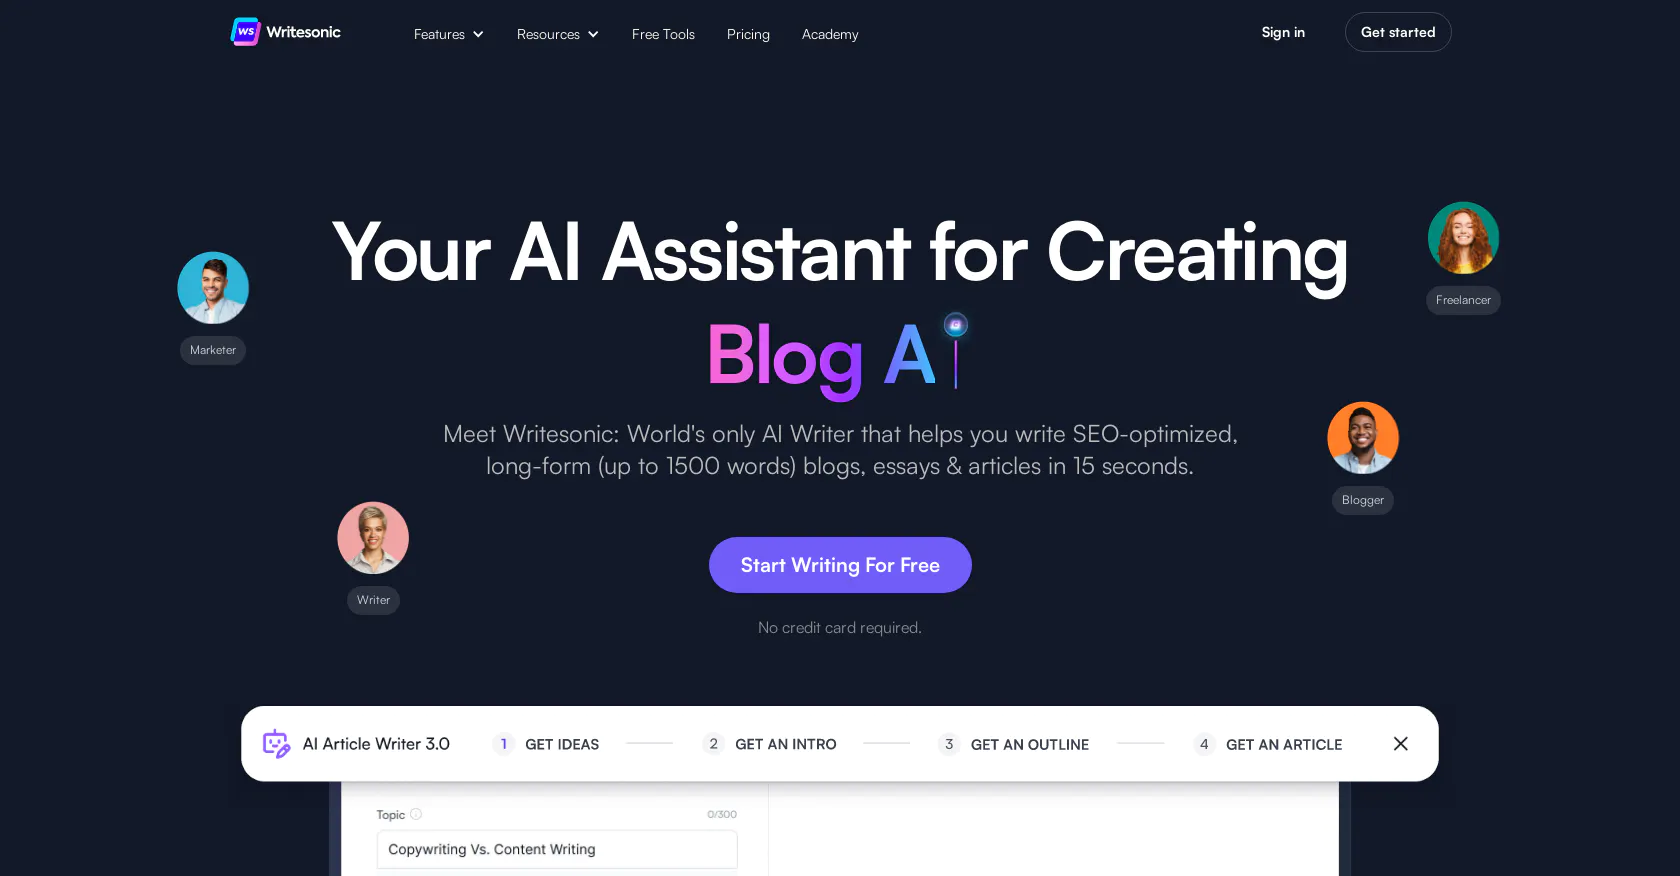 ws Writesonic
Features
Resources
Free Tools
Pricing
Academy
Sign in
Get started
Your AI Assistant for Creating
Blog A
Marketer
Freelancer
Meet Writesonic: World's only AI Writer that helps you write SEO-optimized,
long-form (up to 1500 words) blogs, essays & articles in 15 seconds.
Blogger
Writer
Start Writing For Free
No credit card required.
AI Article Writer 3.0
1 GET IDEAS
2 GET AN INTRO
3 GET AN OUTLINE
4 GET AN ARTICLE
Topic
0/300
Copywriting Vs. Content Writing